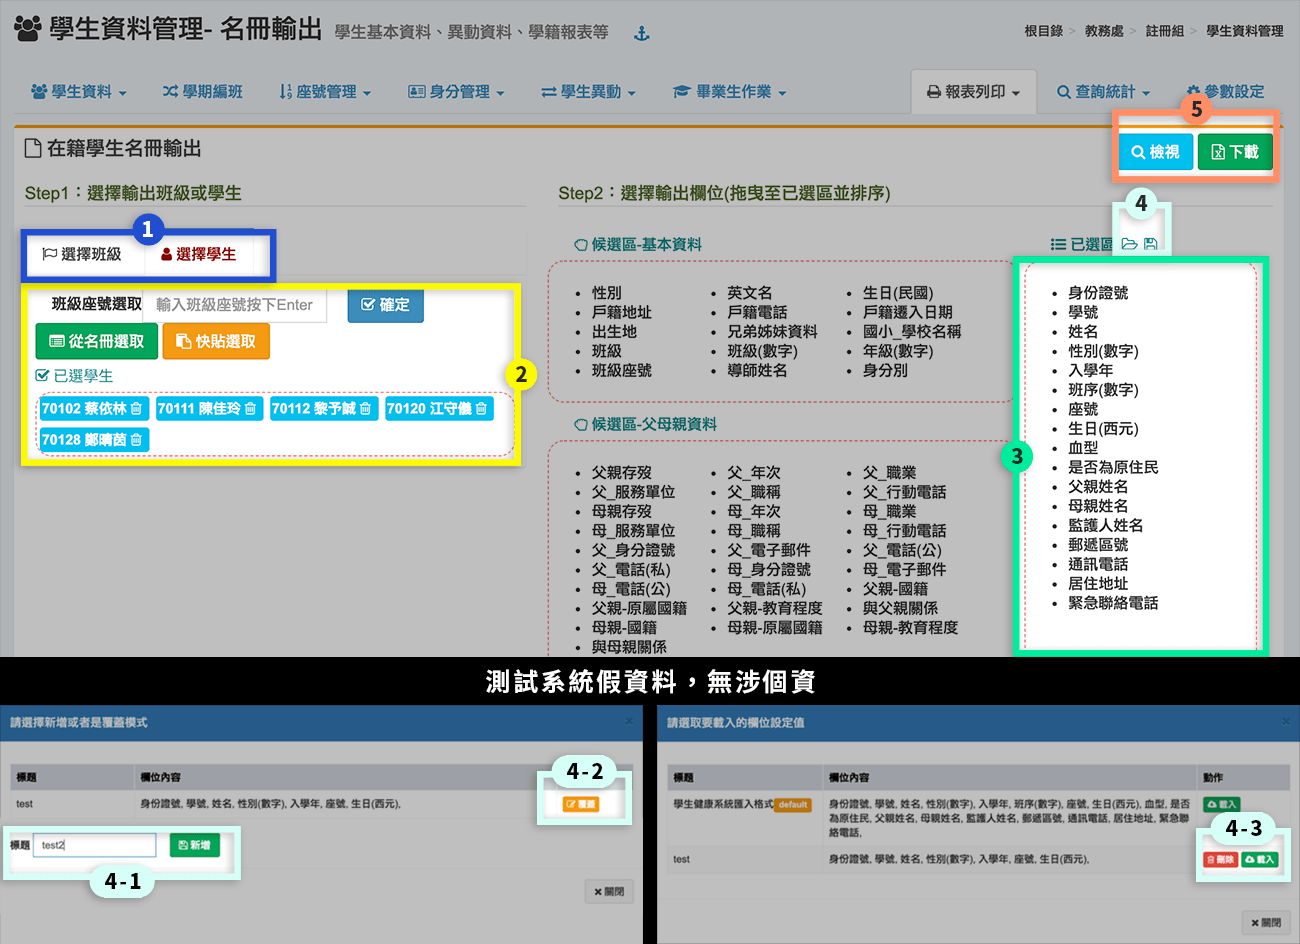 學生資料管理- 名冊輸出 學生基本資料、異動資料、學籍報表等
根目錄 > 教務處 > 註冊組 > 學生資料管理
學生資料 學期編班 座號管理 身分管理 學生異動 畢業生作業 報表列印 查詢統計 參數設定
5
在籍學生名冊輸出
檢視 下載
Step1：選擇輸出班級或學生
Step2：選擇輸出欄位(拖曳至已選區並排序)
1
4
選擇班級 選擇學生
候選區-基本資料
已選區
班級座號選取 輸入班級座號按下Enter 確定
從名冊選取 快貼選取
2
已選學生
70102 蔡依林 70111 陳佳玲 70112 黎予誠 70120 江守儀
70128 鄭晴茵
• 性別 • 英文名 • 生日(民國)
• 戶籍地址 • 戶籍電話 • 戶籍遷入日期
• 出生地 • 兄弟姊妹資料 • 國小_學校名稱
• 班級 • 班級(數字) • 年級(數字)
• 班級座號 • 導師姓名 • 身分別
候選區-父母親資料
• 父親存歿 • 父_年次 • 父_職業
• 父_服務單位 • 父_職稱 • 父_行動電話
• 母親存歿 • 母_年次 • 母_職業
• 母_服務單位 • 母_職稱 • 母_行動電話
• 父_身分證號 • 父_電子郵件 • 父_電話(公)
• 父_電話(私) • 母_身分證號 • 母_電子郵件
• 母_電話(公) • 母_電話(私) • 父親-國籍
• 父親-原屬國籍 • 父親-教育程度 • 與父親關係
• 母親-國籍 • 母親-原屬國籍 • 母親-教育程度
• 與母親關係
3
• 身份證號
• 學號
• 姓名
• 性別(數字)
• 入學年
• 班序(數字)
• 座號
• 生日(西元)
• 血型
• 是否為原住民
• 父親姓名
• 母親姓名
• 監護人姓名
• 郵遞區號
• 通訊電話
• 居住地址
• 緊急聯絡電話
測試系統假資料，無涉個資
請選擇新增或者是覆蓋模式 ×
4-2
標題 欄位內容
test 身份證號, 學號, 姓名, 性別(數字), 入學年, 座號, 生日(西元), 覆蓋
標題 test2 新增
4-1
× 關閉
請選取要載入的欄位設定值 ×
標題 欄位內容 動作
學生健康系統匯入格式 default 身份證號, 學號, 姓名, 性別(數字), 入學年, 班序(數字), 座號, 生日(西元), 血型, 是否 載入
為原住民, 父親姓名, 母親姓名, 監護人姓名, 郵遞區號, 通訊電話, 居住地址, 緊急聯
絡電話,
4-3
test 身份證號, 學號, 姓名, 性別(數字), 入學年, 座號, 生日(西元), 刪除 載入
× 關閉